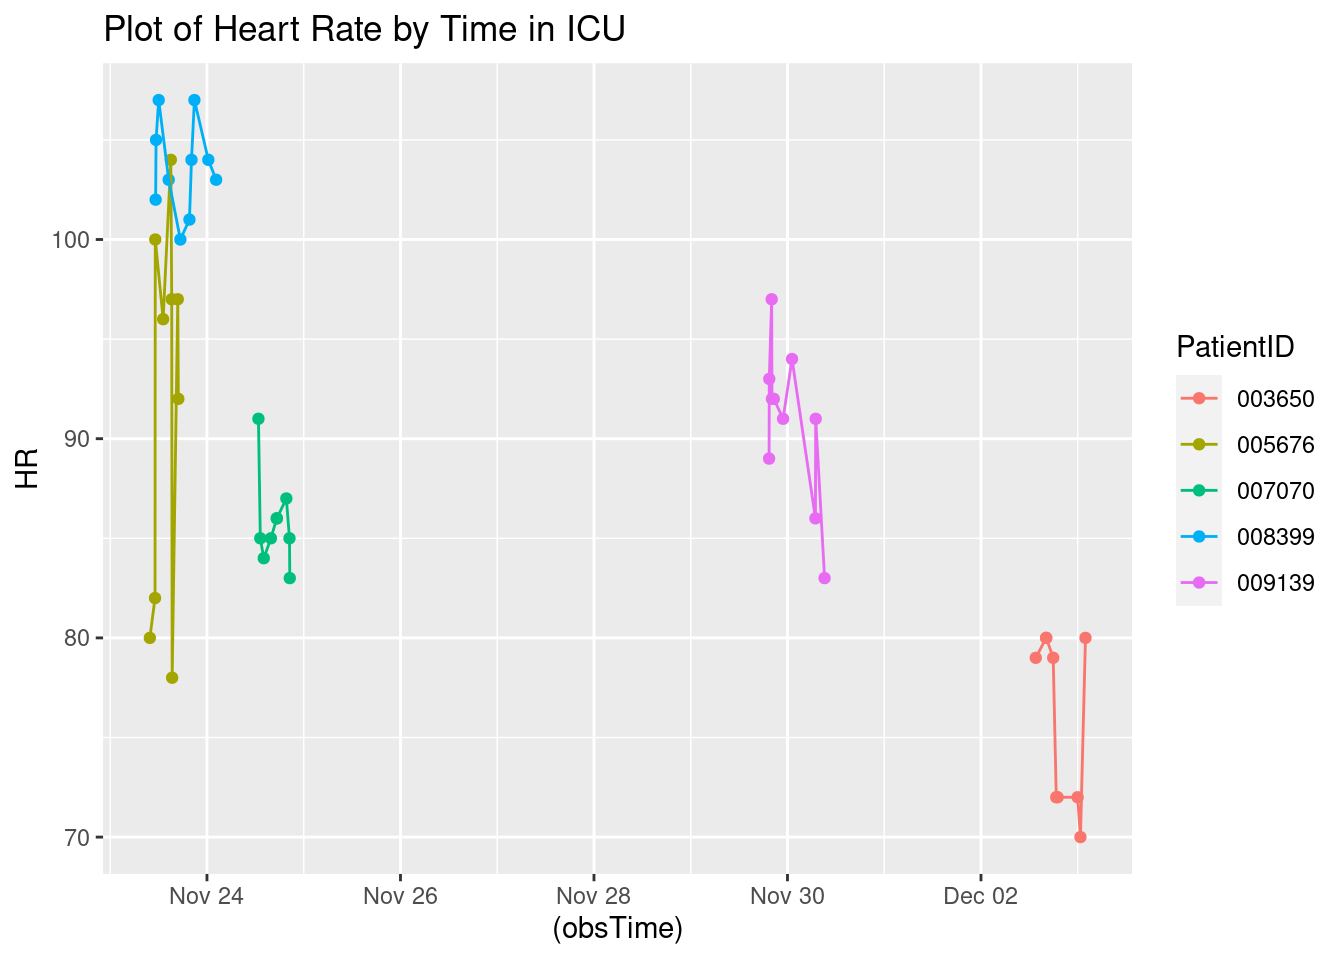 Plot of Heart Rate by Time in ICU
HR
100
90
80
70
Nov 24
Nov 26
Nov 28
Nov 30
Dec 02
(obsTime)
PatientID
003650
005676
007070
008399
009139